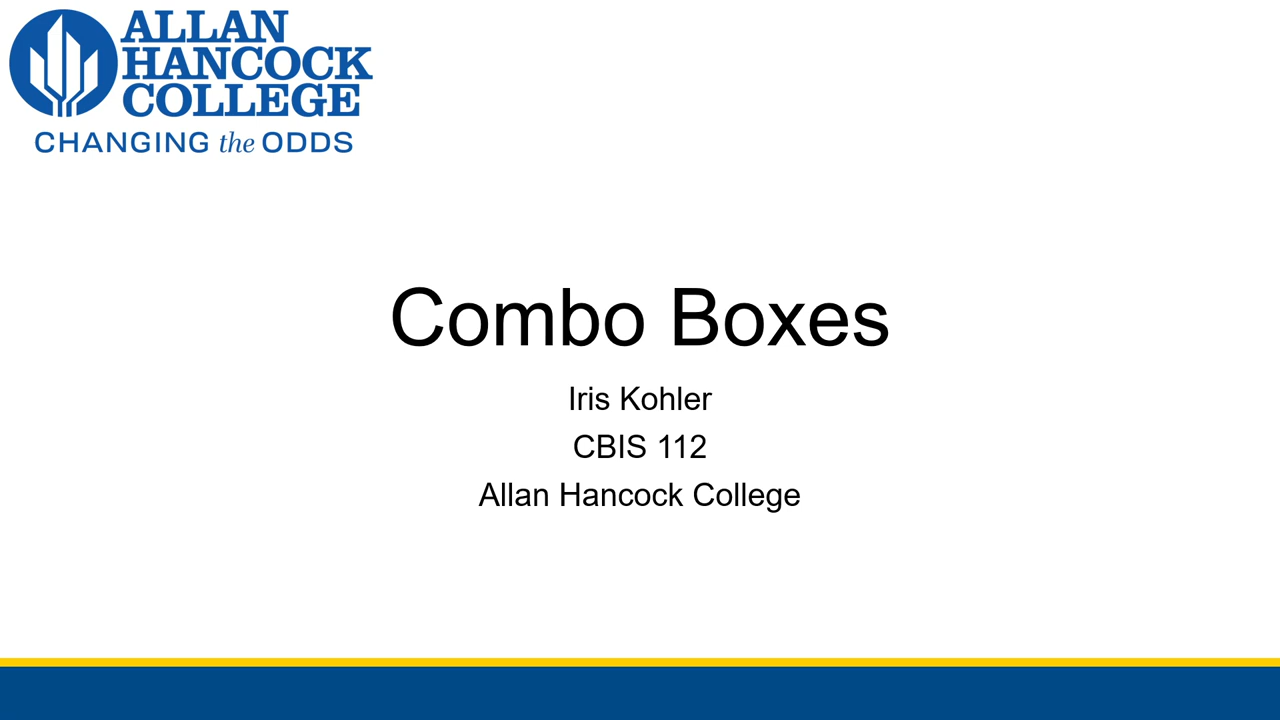 ALLAN
HANCOCK
COLLEGE
CHANGING the ODDS
Combo Boxes
Iris Kohler
CBIS 112
Allan Hancock College